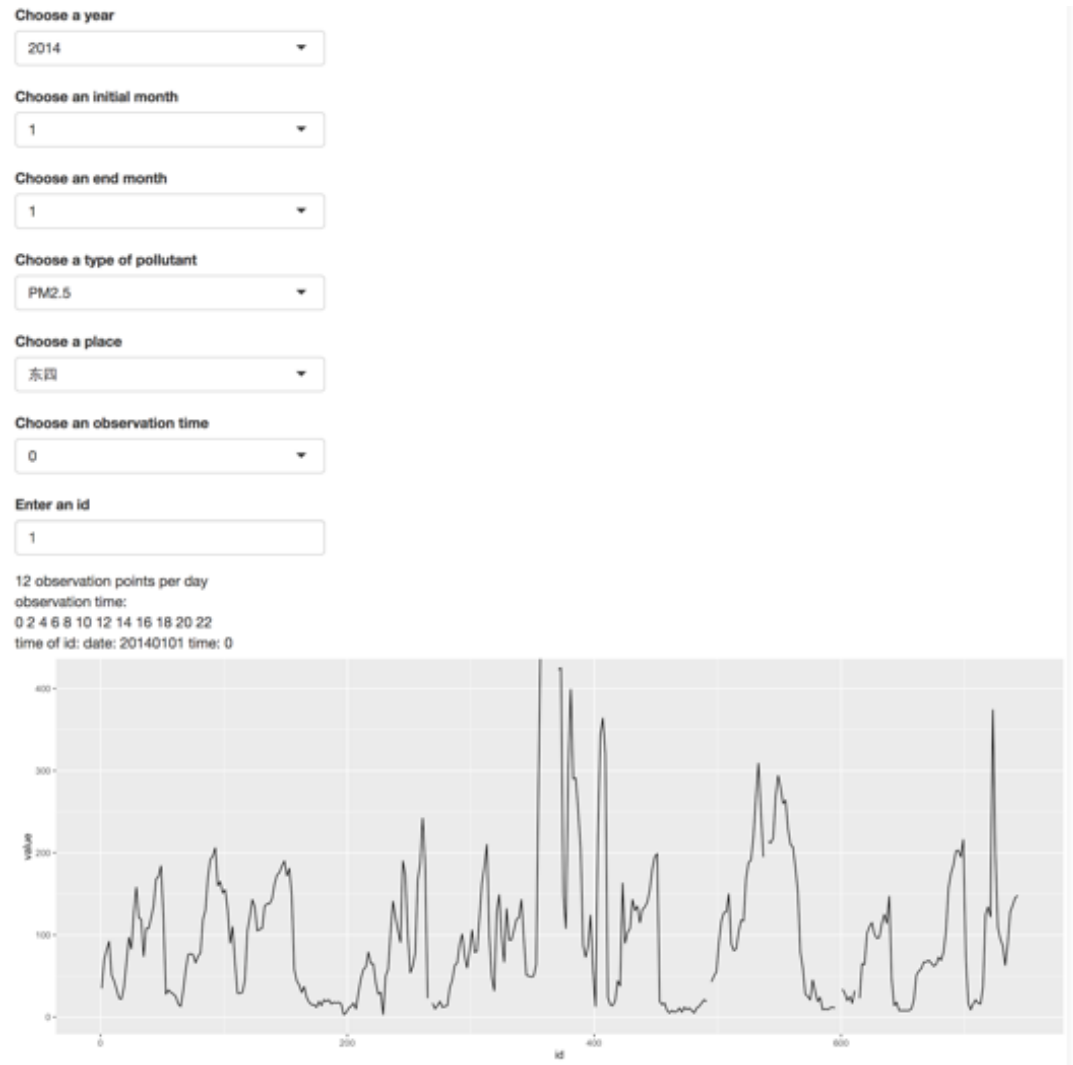 Choose a year
2014
Choose an initial month
1
Choose an end month
1
Choose a type of pollutant
PM2.5
Choose a place
东四
Choose an observation time
0
Enter an id
1
12 observation points per day
observation time:
0 2 4 6 8 10 12 14 16 18 20 22
time of id: date: 20140101 time: 0
400
300
200
100
0
value
0 200 400 600
id